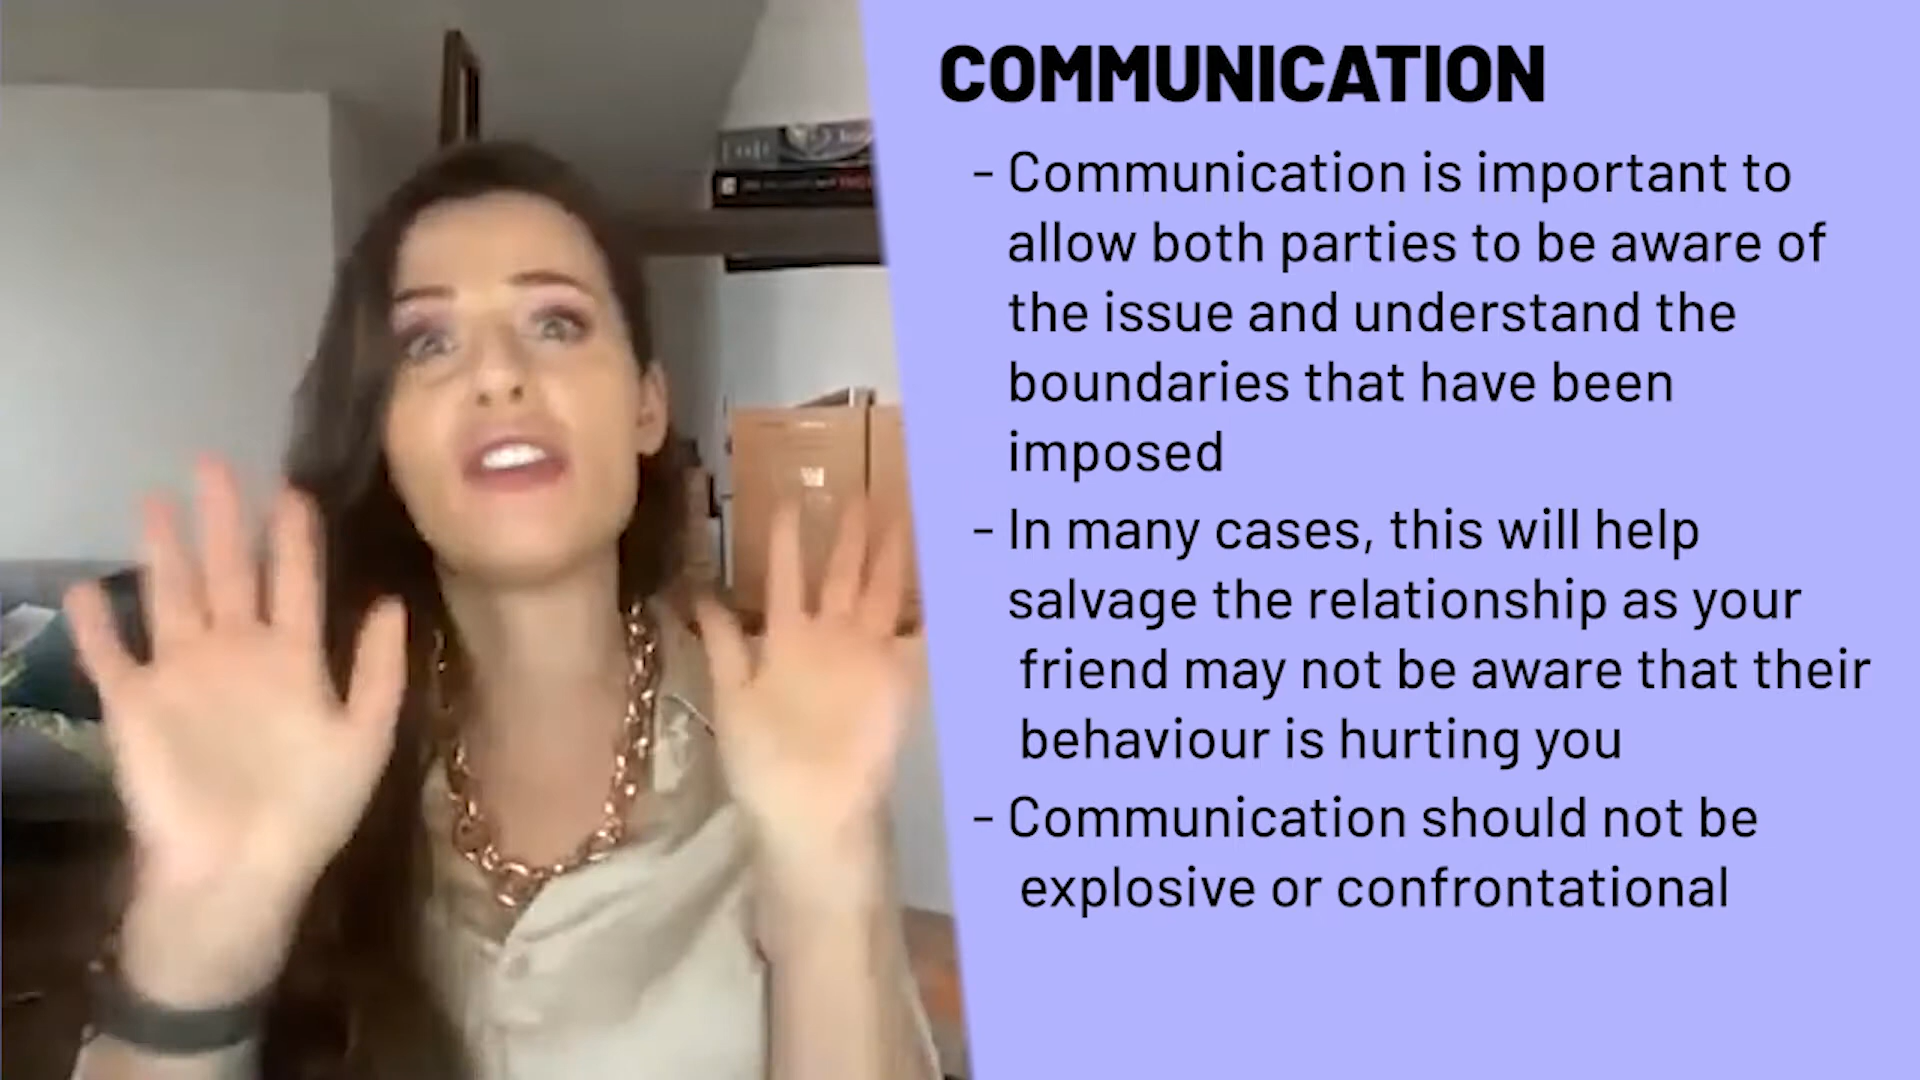 COMMUNICATION
- Communication is important to
allow both parties to be aware of
the issue and understand the
boundaries that have been
imposed
- In many cases, this will help
salvage the relationship as your
friend may not be aware that their
behaviour is hurting you
- Communication should not be
explosive or confrontational